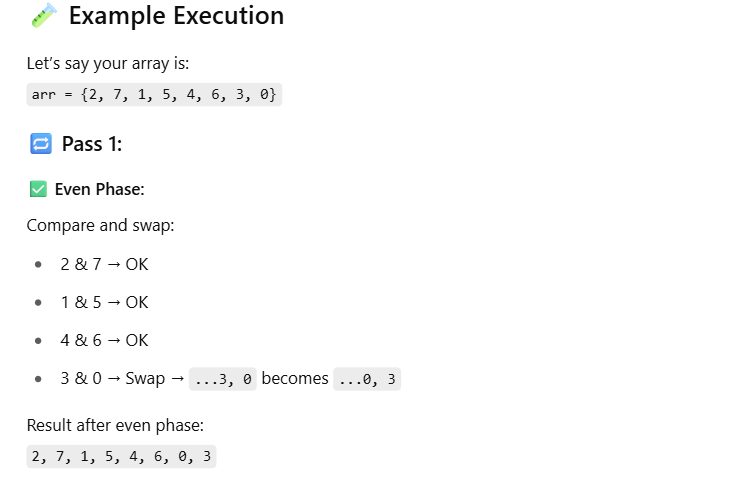 Example Execution
Let's say your array is:
arr = {2, 7, 1, 5, 4, 6, 3, 0}
Pass 1:
Even Phase:
Compare and swap:
2 & 7 → OK
1 & 5 → OK
4 & 6 → OK
3 & 0 → Swap → ...3, 0 becomes ...0, 3
Result after even phase:
2, 7, 1, 5, 4, 6, 0, 3